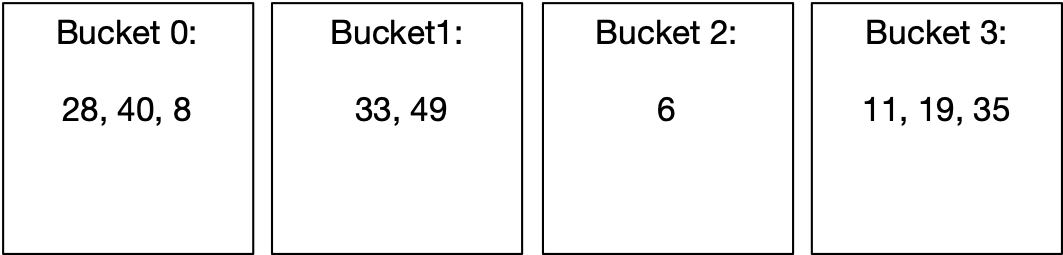 Bucket 0:
28, 40, 8
Bucket1:
33, 49
Bucket 2:
6
Bucket 3:
11, 19, 35